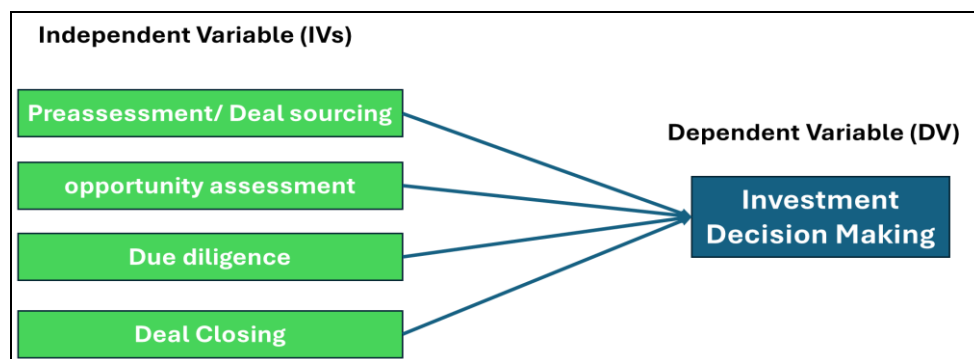 Independent Variable (IVs)
Preassessment/ Deal sourcing
Dependent Variable (DV)
opportunity assessment
Investment
Decision Making
Due diligence
Deal Closing